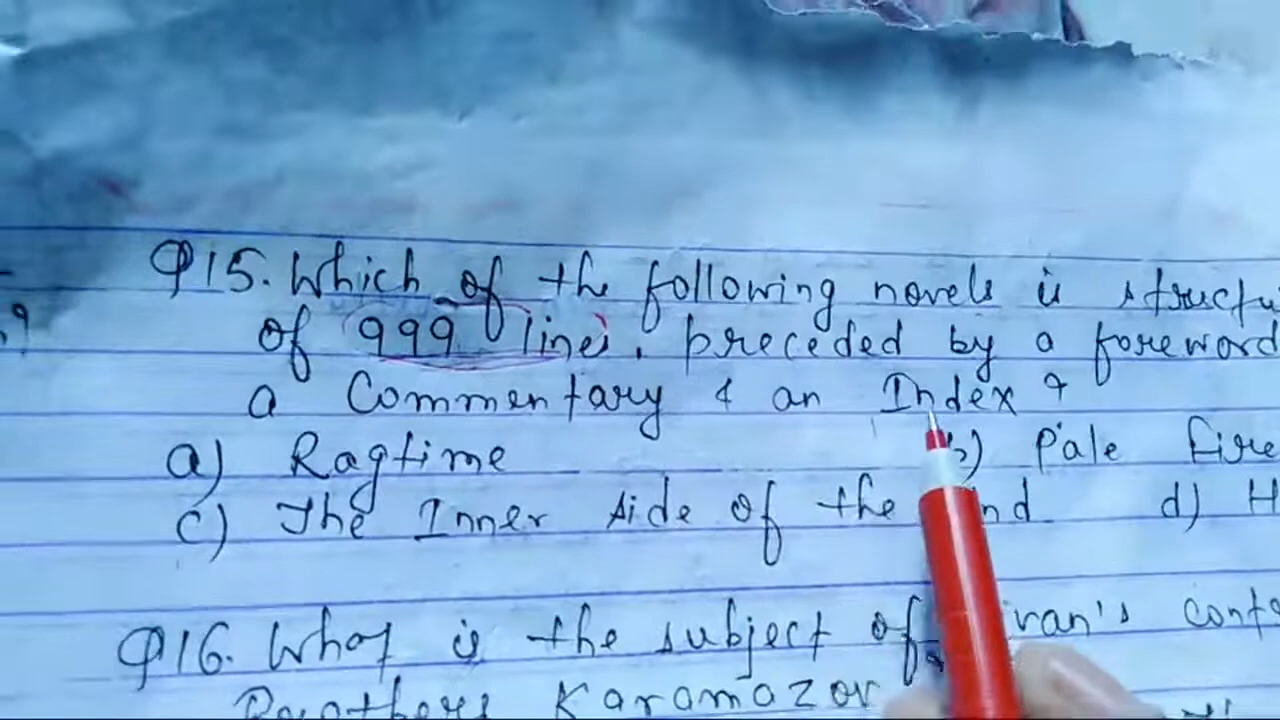 Q15. Which of the following novels is structu
of 999 lines, preceded by a foreword
a Commentary & an Index ?
a) Ragtime b) Pale Fire
c) The Inner side of the d) H
Q16. What is the subject of
Brothers Karamazov